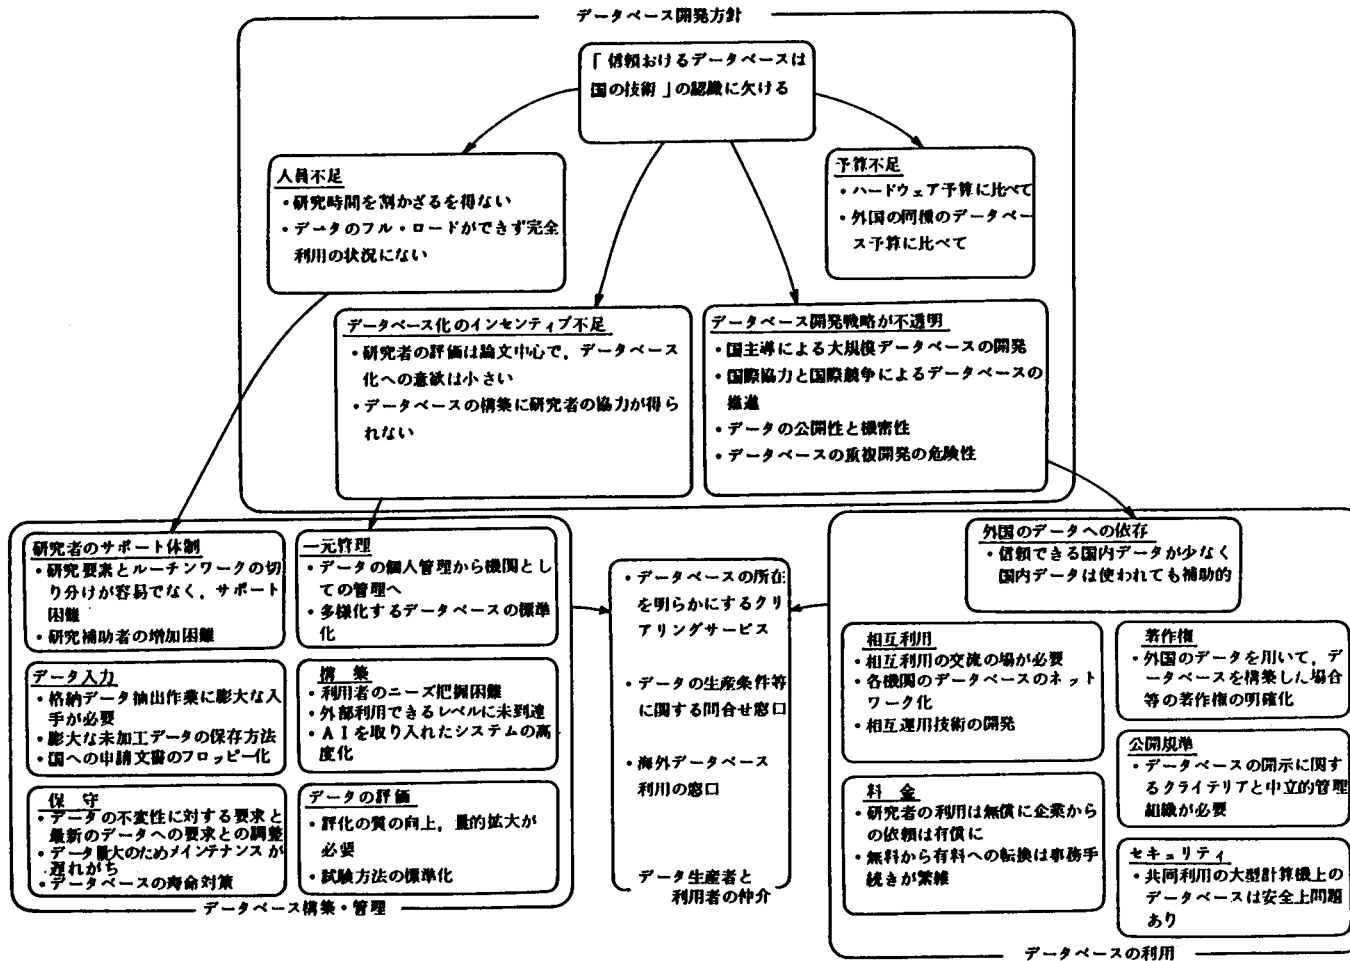 データベース開発方針
「信頼おけるデータベースは
国の技術」の認識に欠ける
人員不足
・研究時間を割かざるを得ない
・データのフル・ロードができず完全
利用の状況にない
予算不足
・ハードウェア予算に比べて
・外国の同種のデータベー
ス予算に比べて
データベース化のインセンティブ不足
・研究者の評価は論文中心で，データベース
化への意欲は小さい
・データベースの構築に研究者の協力が得ら
れない
データベース開発戦略が不透明
・国主導による大規模データベースの開発
・国際協力と国際競争によるデータベースの
推進
・データの公開性と機密性
・データベースの重複開発の危険性
研究者のサポート体制
・研究要素とルーチンワークの切
り分けが容易でなく，サポート
困難
・研究補助者の増加困難
データ入力
・格納データ抽出作業に膨大な人
手が必要
・膨大な未加工データの保存方法
・国への申請文書のフロッピー化
保守
・データの不変性に対する要求と
最新のデータへの要求との調整
・データ量大のためメインテナンスが
遅れがち
・データベースの寿命対策
一元管理
・データの個人管理から機関とし
ての管理へ
・多様化するデータベースの標準
化
構築
・利用者のニーズ把握困難
・外部利用できるレベルに未到達
・ＡＩを取り入れたシステムの高
度化
データの評価
・評化の質の向上，量的拡大が
必要
・試験方法の標準化
データベース構築・管理
・データベースの所在
を明らかにするクリ
アリングサービス
・データの生産条件等
に関する問合せ窓口
・海外データベース
利用の窓口
データ生産者と
利用者の仲介
外国のデータへの依存
・信頼できる国内データが少なく
国内データは使われても補助的
相互利用
・相互利用の交流の場が必要
・各機関のデータベースのネット
ワーク化
・相互運用技術の開発
料金
・研究者の利用は無償に企業から
の依頼は有償に
・無料から有料への転換は事務手
続きが繁雑
著作権
・外国のデータを用いて，デ
ータベースを構築した場合
等の著作権の明確化
公開規準
・データベースの開示に関す
るクライテリアと中立的管理
組織が必要
セキュリティ
・共同利用の大型計算機上の
データベースは安全上問題
あり
データベースの利用